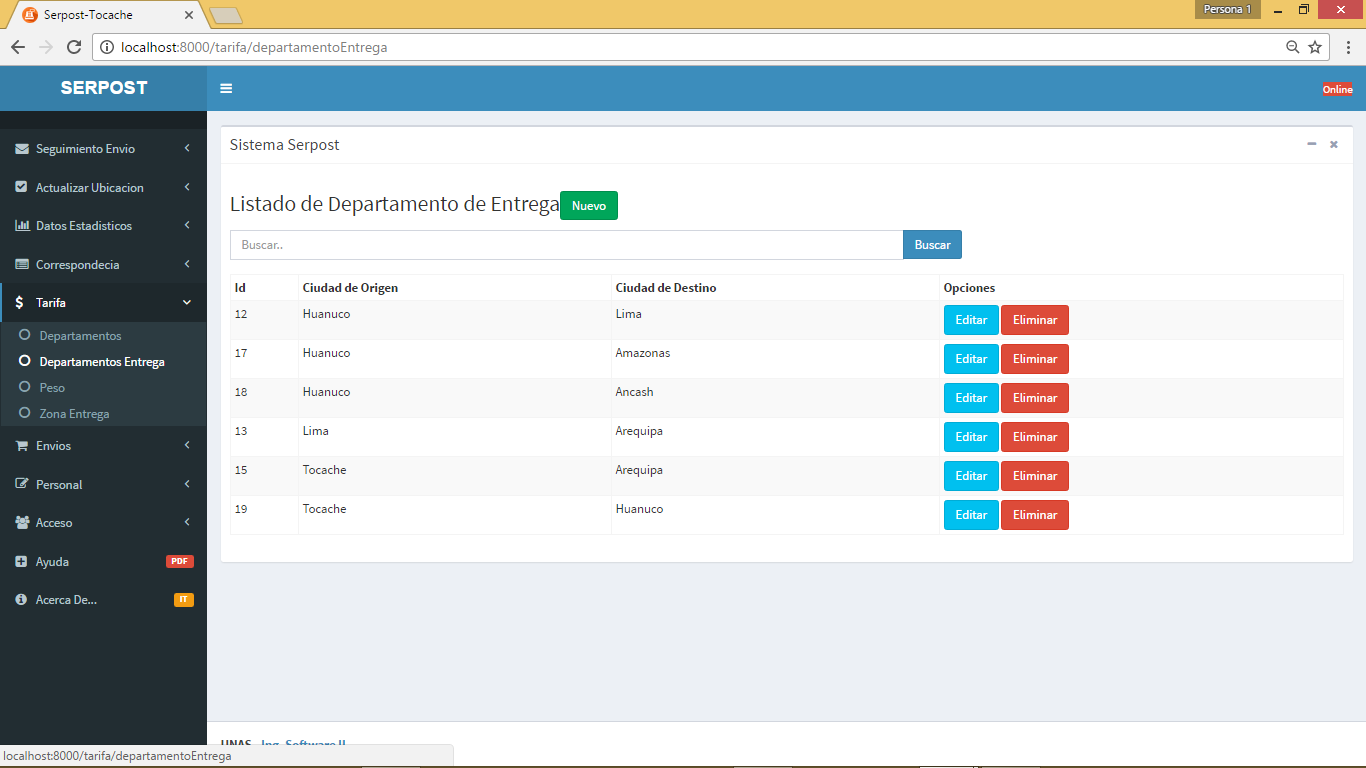 Serpost-Tocache
Persona 1
localhost:8000/tarifa/departamentoEntrega
SERPOST
Online
Seguimiento Envio
Actualizar Ubicacion
Datos Estadisticos
Correspondecia
Tarifa
Departamentos
Departamentos Entrega
Peso
Zona Entrega
Envios
Personal
Acceso
Ayuda PDF
Acerca De... IT
Sistema Serpost
Listado de Departamento de Entrega Nuevo
Buscar.. Buscar
Id Ciudad de Origen Ciudad de Destino Opciones
12 Huanuco Lima Editar Eliminar
17 Huanuco Amazonas Editar Eliminar
18 Huanuco Ancash Editar Eliminar
13 Lima Arequipa Editar Eliminar
15 Tocache Arequipa Editar Eliminar
19 Tocache Huanuco Editar Eliminar
UNAS Ing. Software II
localhost:8000/tarifa/departamentoEntrega